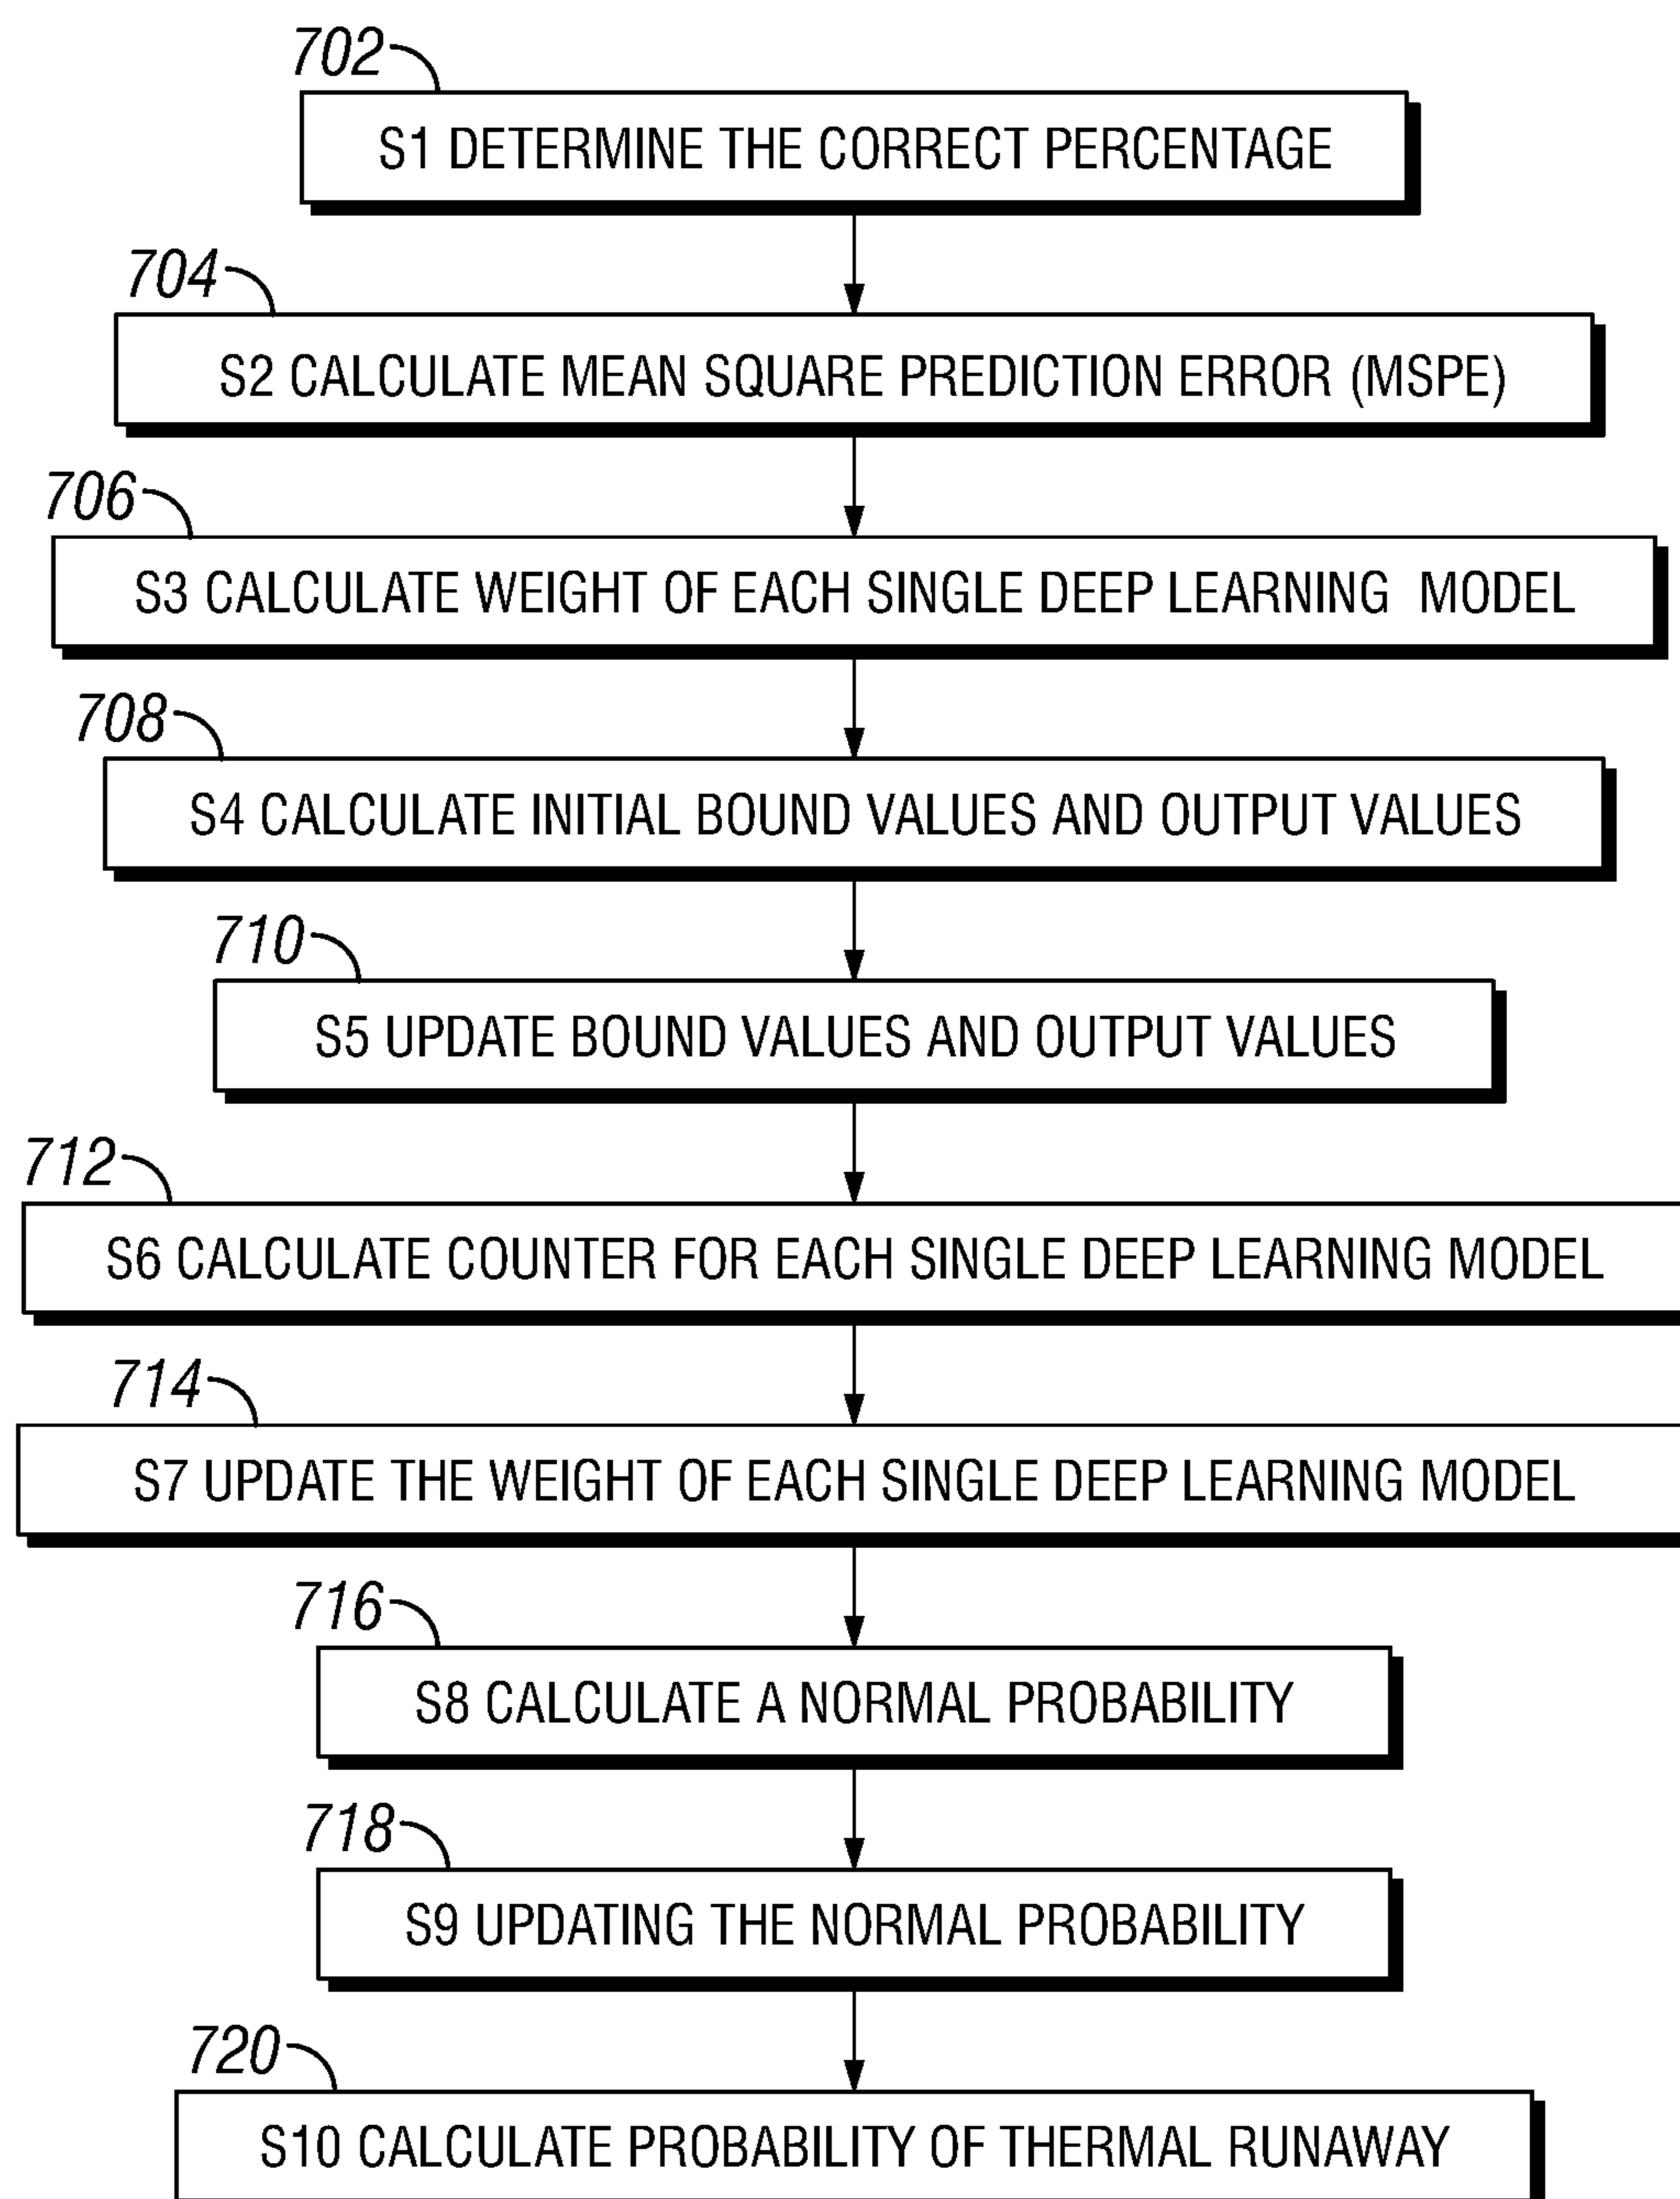 702
S1 DETERMINE THE CORRECT PERCENTAGE
704
S2 CALCULATE MEAN SQUARE PREDICTION ERROR (MSPE)
706
S3 CALCULATE WEIGHT OF EACH SINGLE DEEP LEARNING MODEL
708
S4 CALCULATE INITIAL BOUND VALUES AND OUTPUT VALUES
710
S5 UPDATE BOUND VALUES AND OUTPUT VALUES
712
S6 CALCULATE COUNTER FOR EACH SINGLE DEEP LEARNING MODEL
714
S7 UPDATE THE WEIGHT OF EACH SINGLE DEEP LEARNING MODEL
716
S8 CALCULATE A NORMAL PROBABILITY
718
S9 UPDATING THE NORMAL PROBABILITY
720
S10 CALCULATE PROBABILITY OF THERMAL RUNAWAY